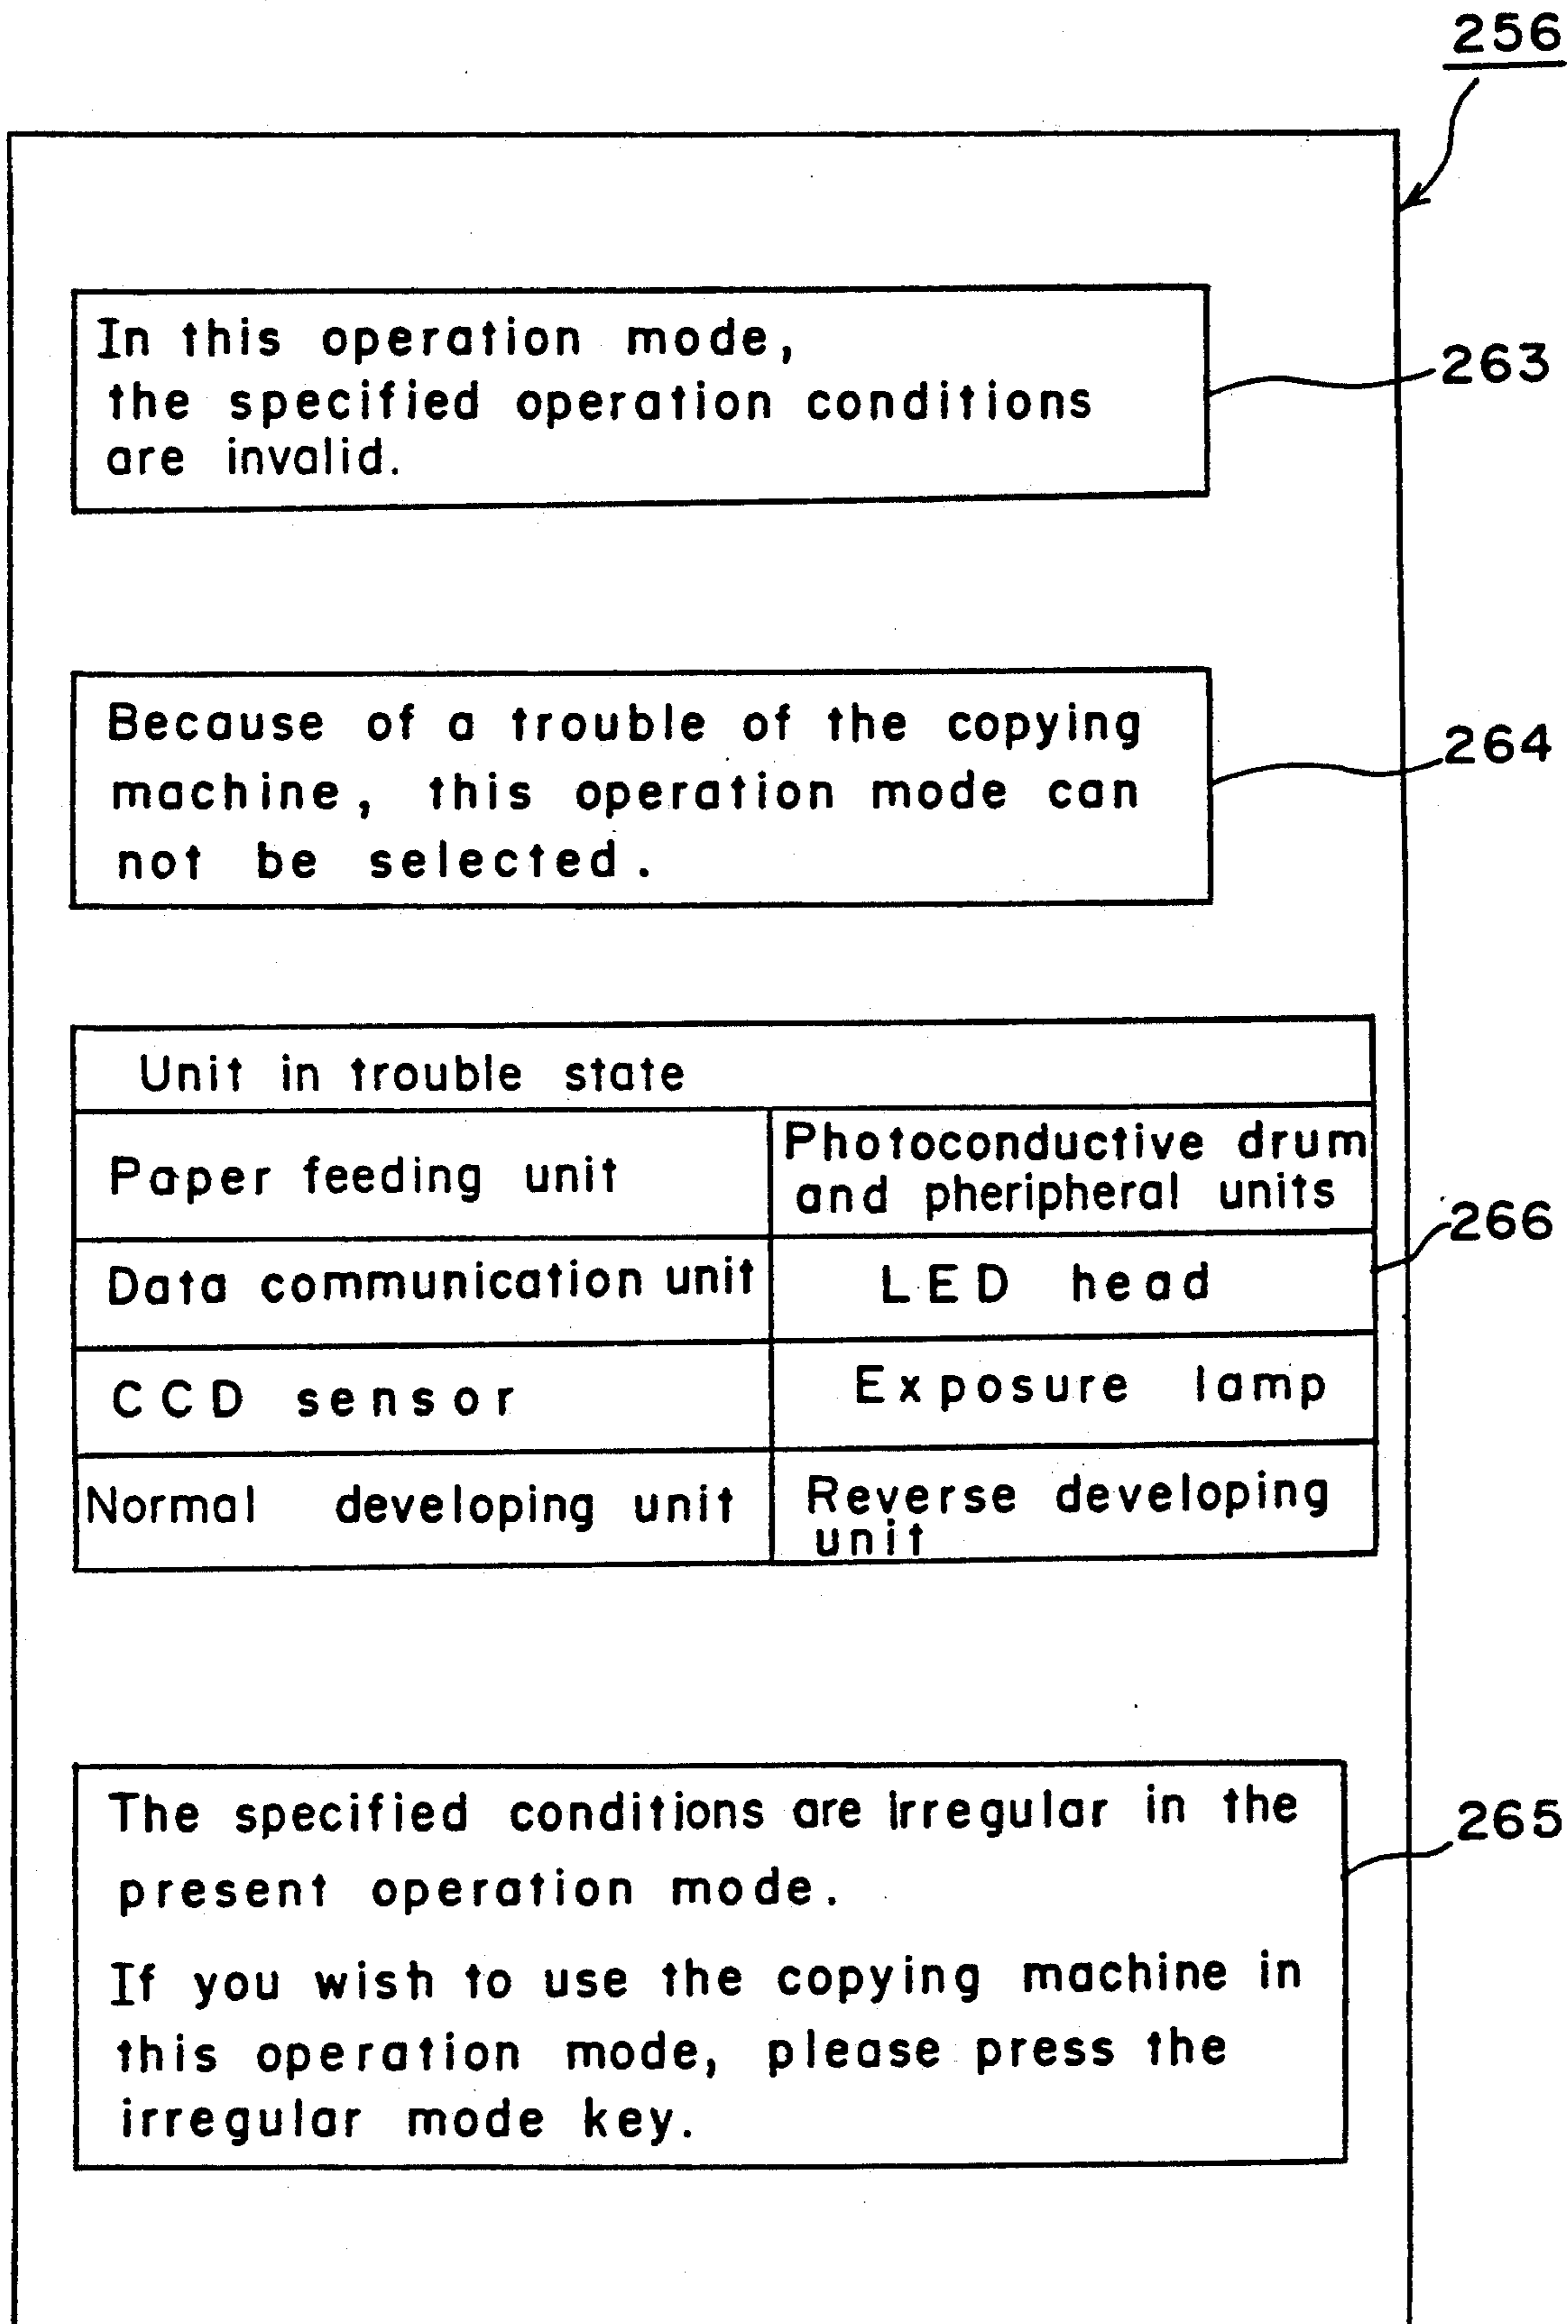 256
In this operation mode,
the specified operation conditions
are invalid.
263
Because of a trouble of the copying
machine, this operation mode can
not be selected.
264
Unit in trouble state
Paper feeding unit
Photoconductive drum
and pheripheral units
266
Data communication unit
LED head
CCD sensor
Exposure lamp
Normal developing unit
Reverse developing
unit
The specified conditions are irregular in the
present operation mode.
If you wish to use the copying machine in
this operation mode, please press the
irregular mode key.
265